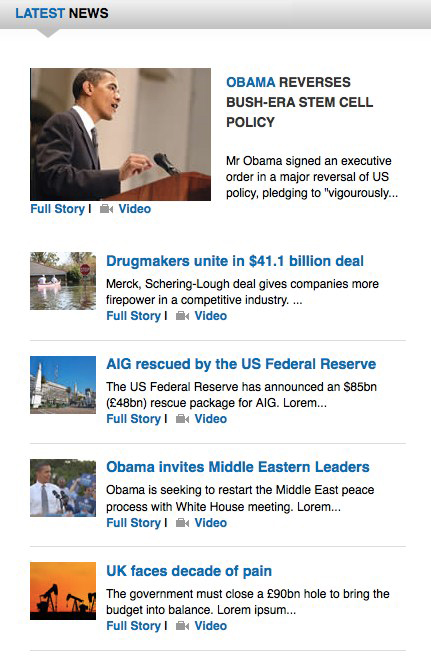 LATEST NEWS
OBAMA REVERSES
BUSH-ERA STEM CELL
POLICY
Mr Obama signed an executive
order in a major reversal of US
policy, pledging to "vigourously...
Full Story I Video
Drugmakers unite in $41.1 billion deal
Merck, Schering-Lough deal gives companies more
firepower in a competitive industry. ...
Full Story I Video
AIG rescued by the US Federal Reserve
The US Federal Reserve has announced an $85bn
(£48bn) rescue package for AIG. Lorem...
Full Story I Video
Obama invites Middle Eastern Leaders
Obama is seeking to restart the Middle East peace
process with White House meeting. Lorem...
Full Story I Video
UK faces decade of pain
The government must close a £90bn hole to bring the
budget into balance. Lorem ipsum...
Full Story I Video